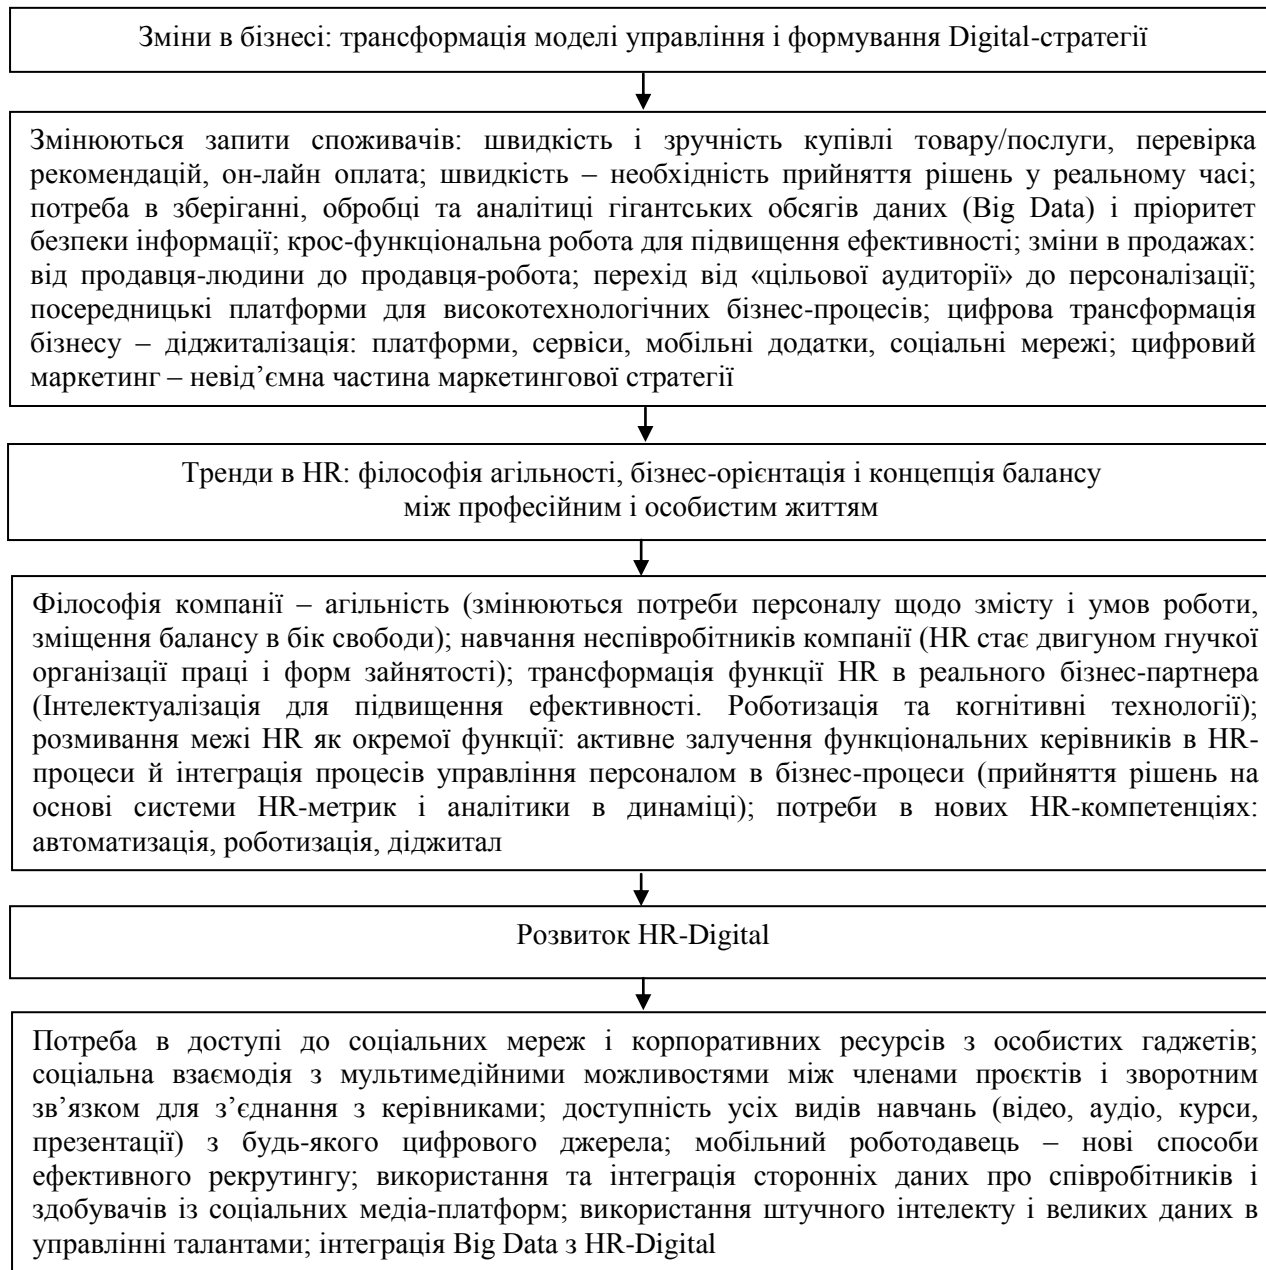 Зміни в бізнесі: трансформація моделі управління і формування Digital-стратегії
Змінюються запити споживачів: швидкість і зручність купівлі товару/послуги, перевірка
рекомендацій, он-лайн оплата; швидкість – необхідність прийняття рішень у реальному часі;
потреба в зберіганні, обробці та аналітиці гігантських обсягів даних (Big Data) і пріоритет
безпеки інформації; крос-функціональна робота для підвищення ефективності; зміни в продажах:
від продавця-людини до продавця-робота; перехід від «цільової аудиторії» до персоналізації;
посередницькі платформи для високотехнологічних бізнес-процесів; цифрова трансформація
бізнесу – діджиталізація: платформи, сервіси, мобільні додатки, соціальні мережі; цифровий
маркетинг – невід’ємна частина маркетингової стратегії
Тренди в HR: філософія агільності, бізнес-орієнтація і концепція балансу
між професійним і особистим життям
Філософія компанії – агільність (змінюються потреби персоналу щодо змісту і умов роботи,
зміщення балансу в бік свободи); навчання неспівробітників компанії (HR стає двигуном гнучкої
організації праці і форм зайнятості); трансформація функції HR в реального бізнес-партнера
(Інтелектуалізація для підвищення ефективності. Роботизація та когнітивні технології);
розмивання межі HR як окремої функції: активне залучення функціональних керівників в HR-
процеси й інтеграція процесів управління персоналом в бізнес-процеси (прийняття рішень на
основі системи HR-метрик і аналітики в динаміці); потреби в нових HR-компетенціях:
автоматизація, роботизація, діджитал
Розвиток HR-Digital
Потреба в доступі до соціальних мереж і корпоративних ресурсів з особистих гаджетів;
соціальна взаємодія з мультимедійними можливостями між членами проєктів і зворотним
зв’язком для з’єднання з керівниками; доступність усіх видів навчань (відео, аудіо, курси,
презентації) з будь-якого цифрового джерела; мобільний роботодавець – нові способи
ефективного рекрутингу; використання та інтеграція сторонніх даних про співробітників і
здобувачів із соціальних медіа-платформ; використання штучного інтелекту і великих даних в
управлінні талантами; інтеграція Big Data з HR-Digital